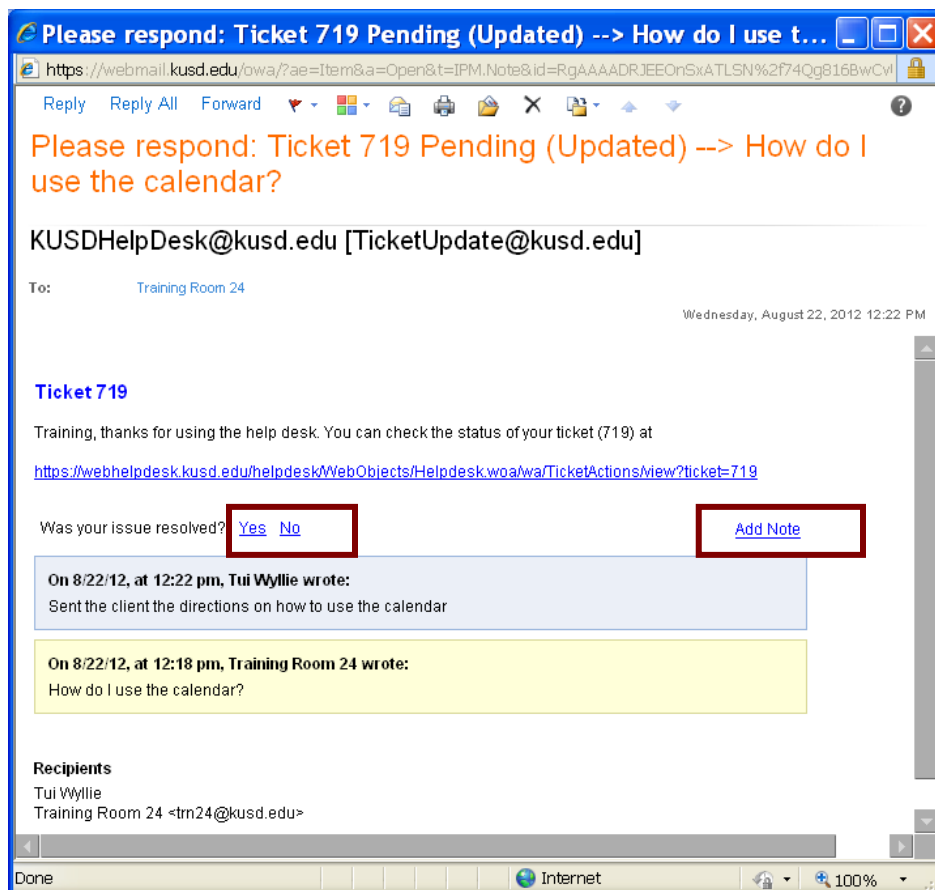 Please respond: Ticket 719 Pending (Updated) --> How do I use t...
https://webmail.kusd.edu/owa/?ae=Item&a=Open&t=IPM.Note&id=
Reply Reply All Forward
Please respond: Ticket 719 Pending (Updated) --> How do I
use the calendar?
KUSDHelpDesk@kusd.edu [TicketUpdate@kusd.edu]
To: Training Room 24
Wednesday, August 22, 2012 12:22 PM
Ticket 719
Training, thanks for using the help desk. You can check the status of your ticket (719) at
https://webhelpdesk.kusd.edu/helpdesk/WebObjects/Helpdesk.woa/wa/TicketActions/view?ticket=719
Was your issue resolved? Yes No Add Note
On 8/22/12, at 12:22 pm, Tui Wyllie wrote:
Sent the client the directions on how to use the calendar
On 8/22/12, at 12:18 pm, Training Room 24 wrote:
How do I use the calendar?
Recipients
Tui Wyllie
Training Room 24 <trn24@kusd.edu>
Done Internet 100%